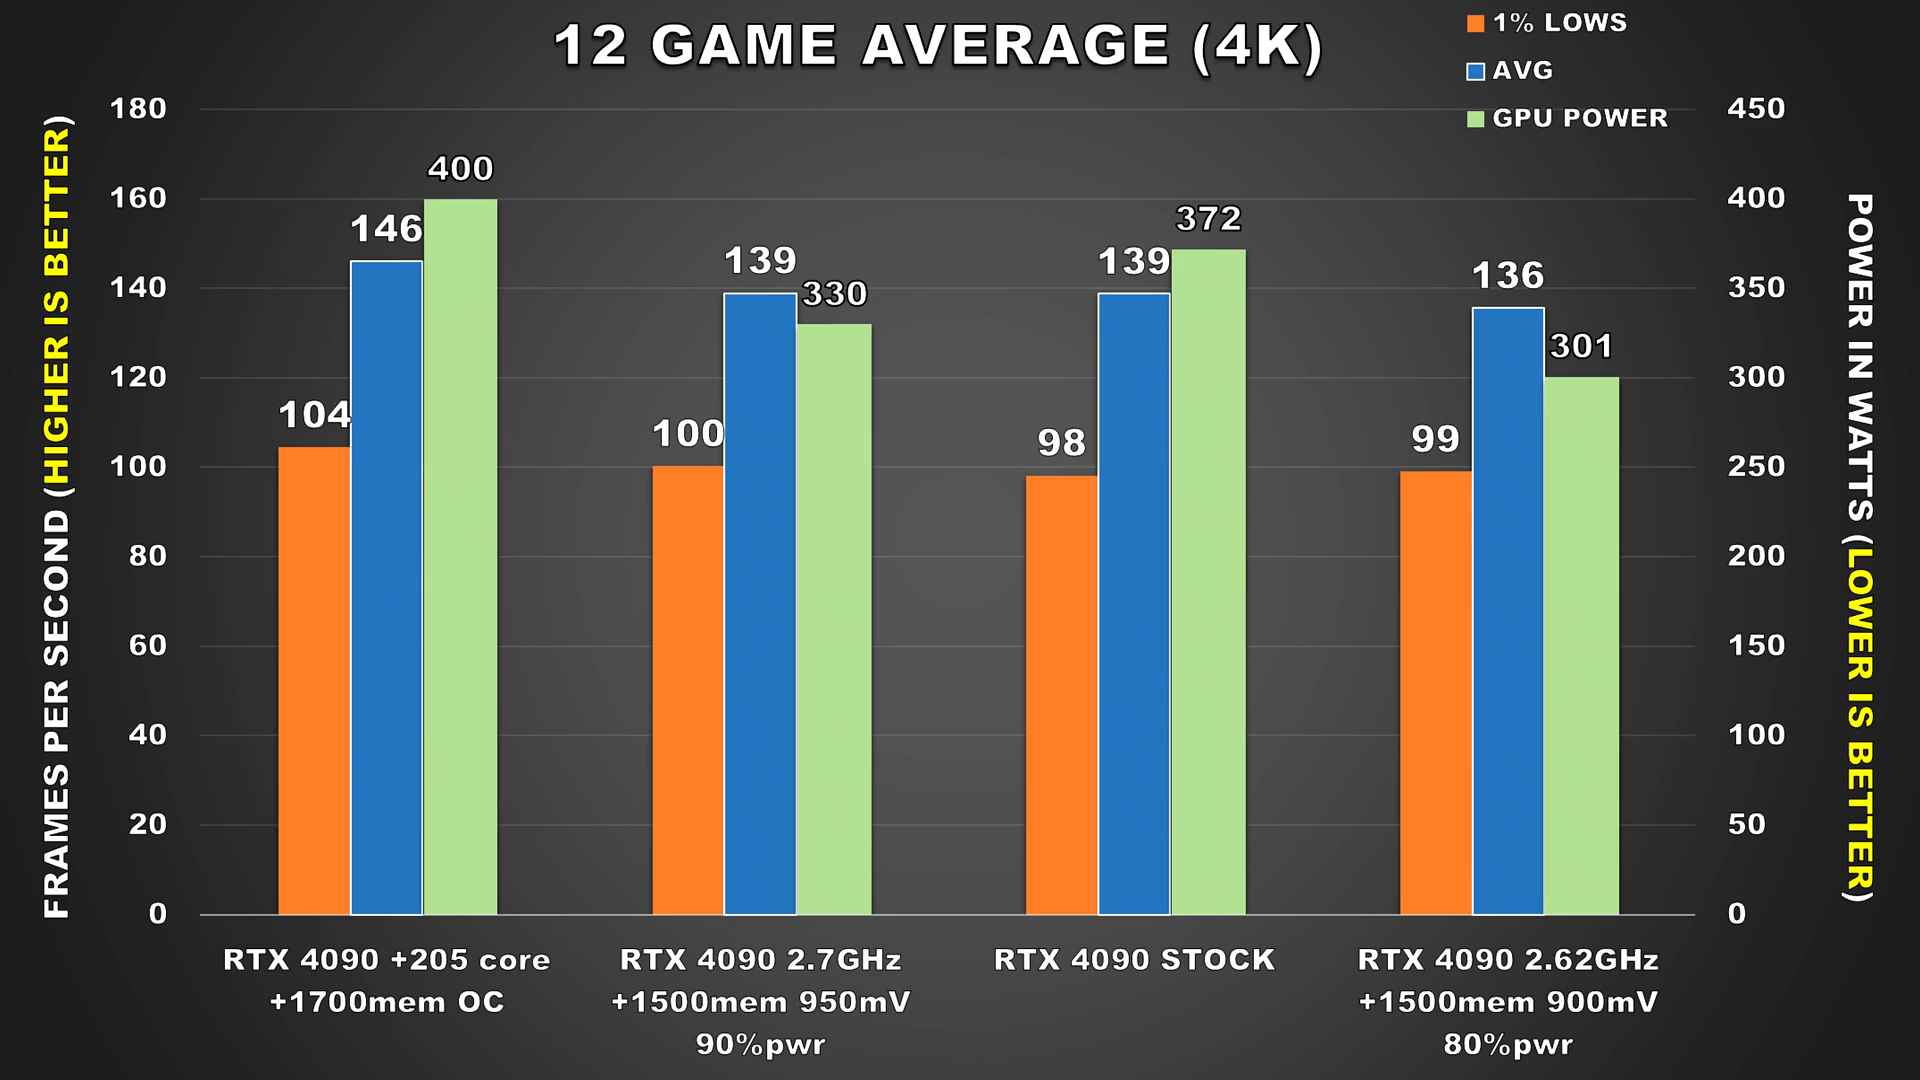 12 GAME AVERAGE (4K)
1% LOWS
AVG
GPU POWER
FRAMES PER SECOND (HIGHER IS BETTER)
180
160
140
120
100
80
60
40
20
0
104
146
400
100
139
330
98
139
372
99
136
301
450
400
350
300
250
200
150
100
50
0
POWER IN WATTS (LOWER IS BETTER)
RTX 4090 +205 core
+1700mem OC
RTX 4090 2.7GHz
+1500mem 950mV
90%pwr
RTX 4090 STOCK
RTX 4090 2.62GHz
+1500mem 900mV
80%pwr